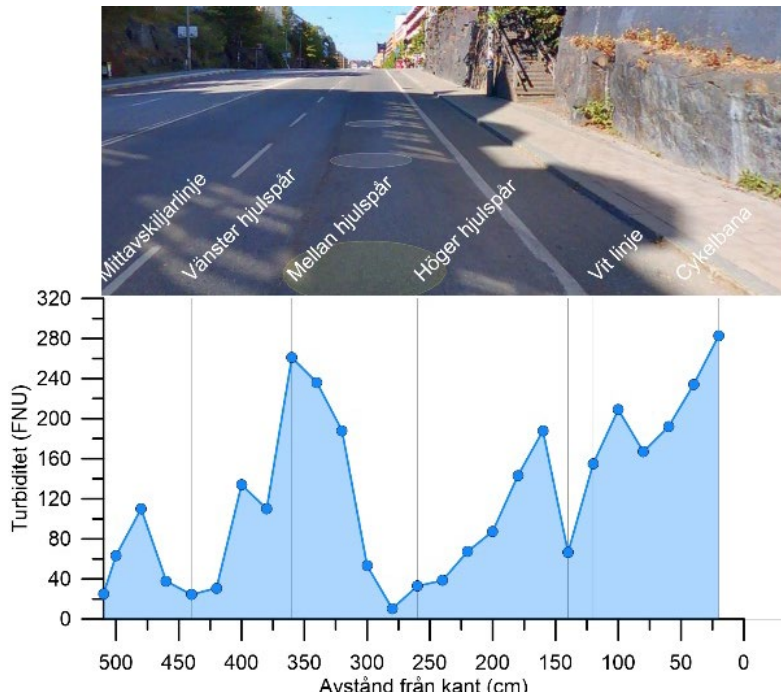 Mittavskiljarlinje
Vänster hjulspår
Mellan hjulspår
Höger hjulspår
Vit linje
Cykelbana
320
280
240
200
160
120
80
40
0
Turbiditet (FNU)
500 450 400 350 300 250 200 150 100 50 0
Avstånd från kant (cm)